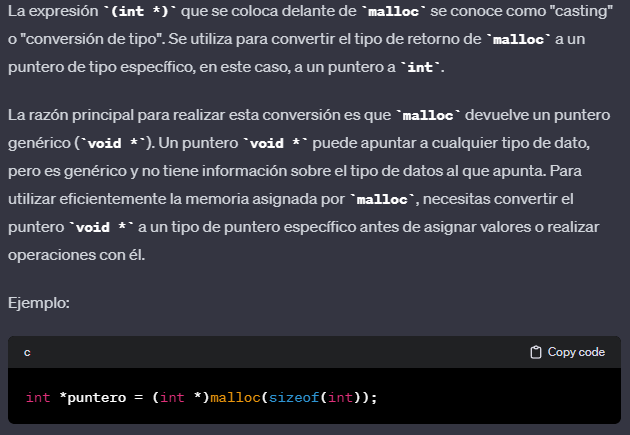 La expresión `(int *)` que se coloca delante de `malloc` se conoce como "casting"
o "conversión de tipo". Se utiliza para convertir el tipo de retorno de `malloc` a un
puntero de tipo específico, en este caso, a un puntero a `int`.
La razón principal para realizar esta conversión es que `malloc` devuelve un puntero
genérico (`void *`). Un puntero `void *` puede apuntar a cualquier tipo de dato,
pero es genérico y no tiene información sobre el tipo de datos al que apunta. Para
utilizar eficientemente la memoria asignada por `malloc`, necesitas convertir el
puntero `void *` a un tipo de puntero específico antes de asignar valores o realizar
operaciones con él.
Ejemplo:
c Copy code
int *puntero = (int *)malloc(sizeof(int));